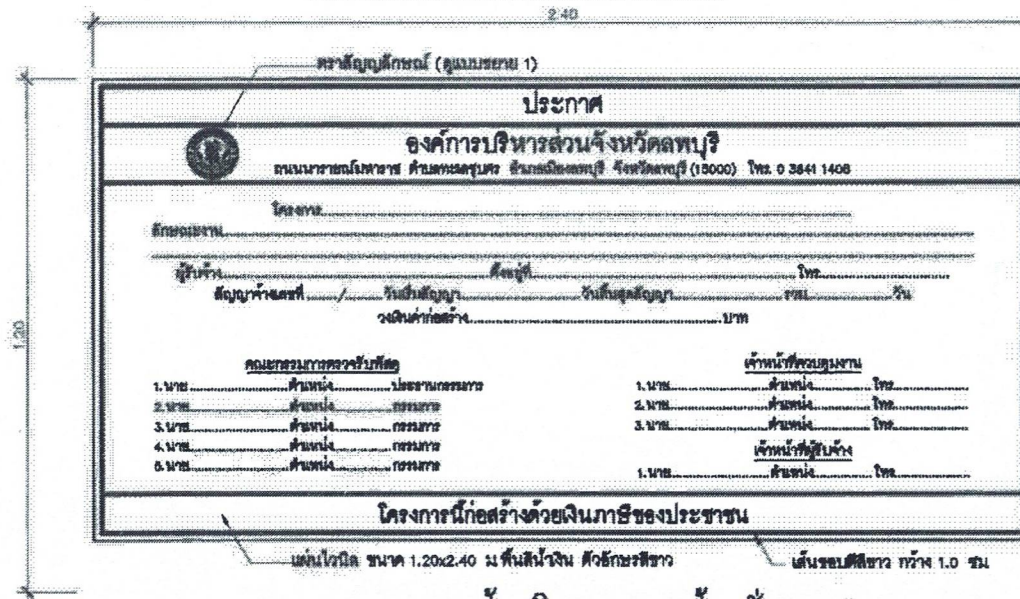 2.40
ตราสัญญลักษณ์ (ดูแบบขยาย 1)
ประกาศ
องค์การบริหารส่วนจังหวัดลพบุรี
ถนนนารายณ์มหาราช ตำบลทะเลชุบศร อำเภอเมืองลพบุรี จังหวัดลพบุรี (15000) โทร. 0 3641 1406
โครงการ
ลักษณะงาน
ผู้รับจ้าง ตั้งอยู่ที่ โทร
สัญญาจ้างเลขที่ / วันเริ่มสัญญา วันสิ้นสุดสัญญา รวม วัน
วงเงินค่าก่อสร้าง บาท
คณะกรรมการตรวจรับพัสดุ
1.นาย ตำแหน่ง ประธานกรรมการ
2.นาย ตำแหน่ง กรรมการ
3.นาย ตำแหน่ง กรรมการ
4.นาย ตำแหน่ง กรรมการ
5.นาย ตำแหน่ง กรรมการ
เจ้าหน้าที่ควบคุมงาน
1.นาย ตำแหน่ง โทร
2.นาย ตำแหน่ง โทร
3.นาย ตำแหน่ง โทร
เจ้าหน้าที่ผู้รับจ้าง
1.นาย ตำแหน่ง โทร
โครงการนี้ก่อสร้างด้วยเงินภาษีของประชาชน
1.20
แผ่นไวนิล ขนาด 1.20x2.40 ม.พื้นสีน้ำเงิน ตัวอักษรสีขาว
เส้นขอบสีขาว กว้าง 1.0 ซม.